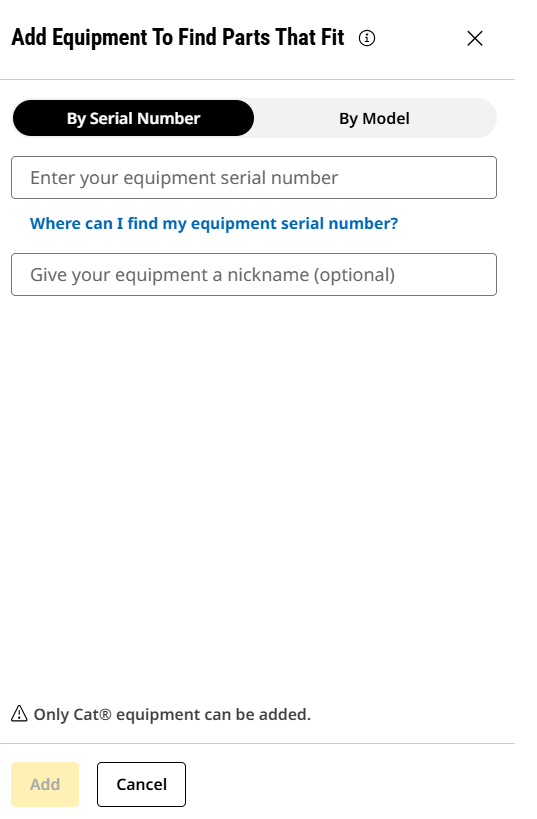 Add Equipment To Find Parts That Fit
By Serial Number
By Model
Enter your equipment serial number
Where can I find my equipment serial number?
Give your equipment a nickname (optional)
Only Cat® equipment can be added.
Add
Cancel